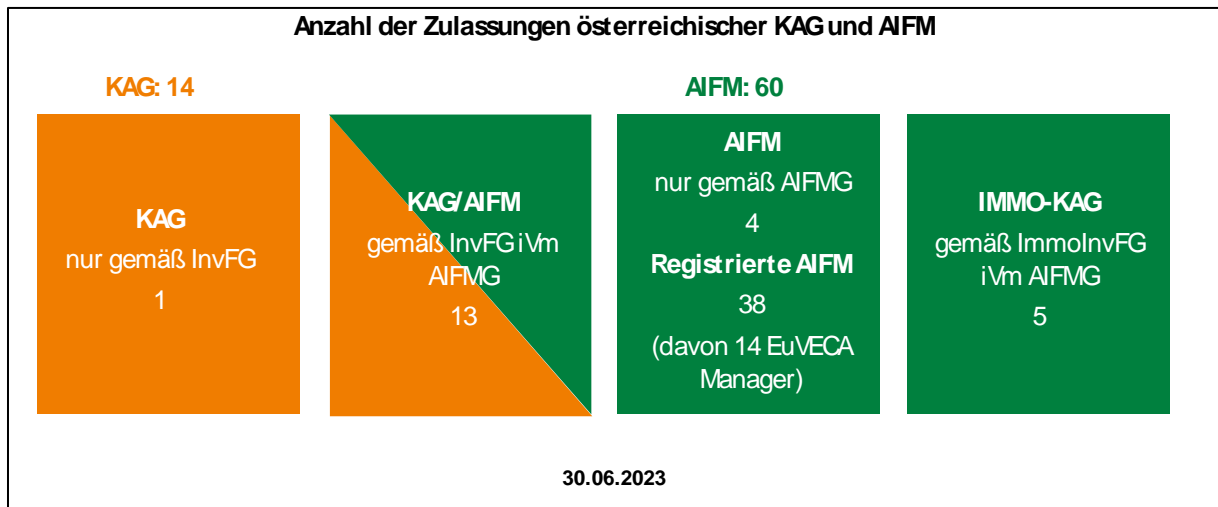 Anzahl der Zulassungen österreichischer KAG und AIFM
KAG: 14
AIFM: 60
KAG
nur gemäß InvFG
1
KAG/AIFM
gemäß InvFG iVm
AIFMG
13
AIFM
nur gemäß AIFMG
4
Registrierte AIFM
38
(davon 14 EuVECA
Manager)
IMMO-KAG
gemäß ImmoInvFG
iVm AIFMG
5
30.06.2023